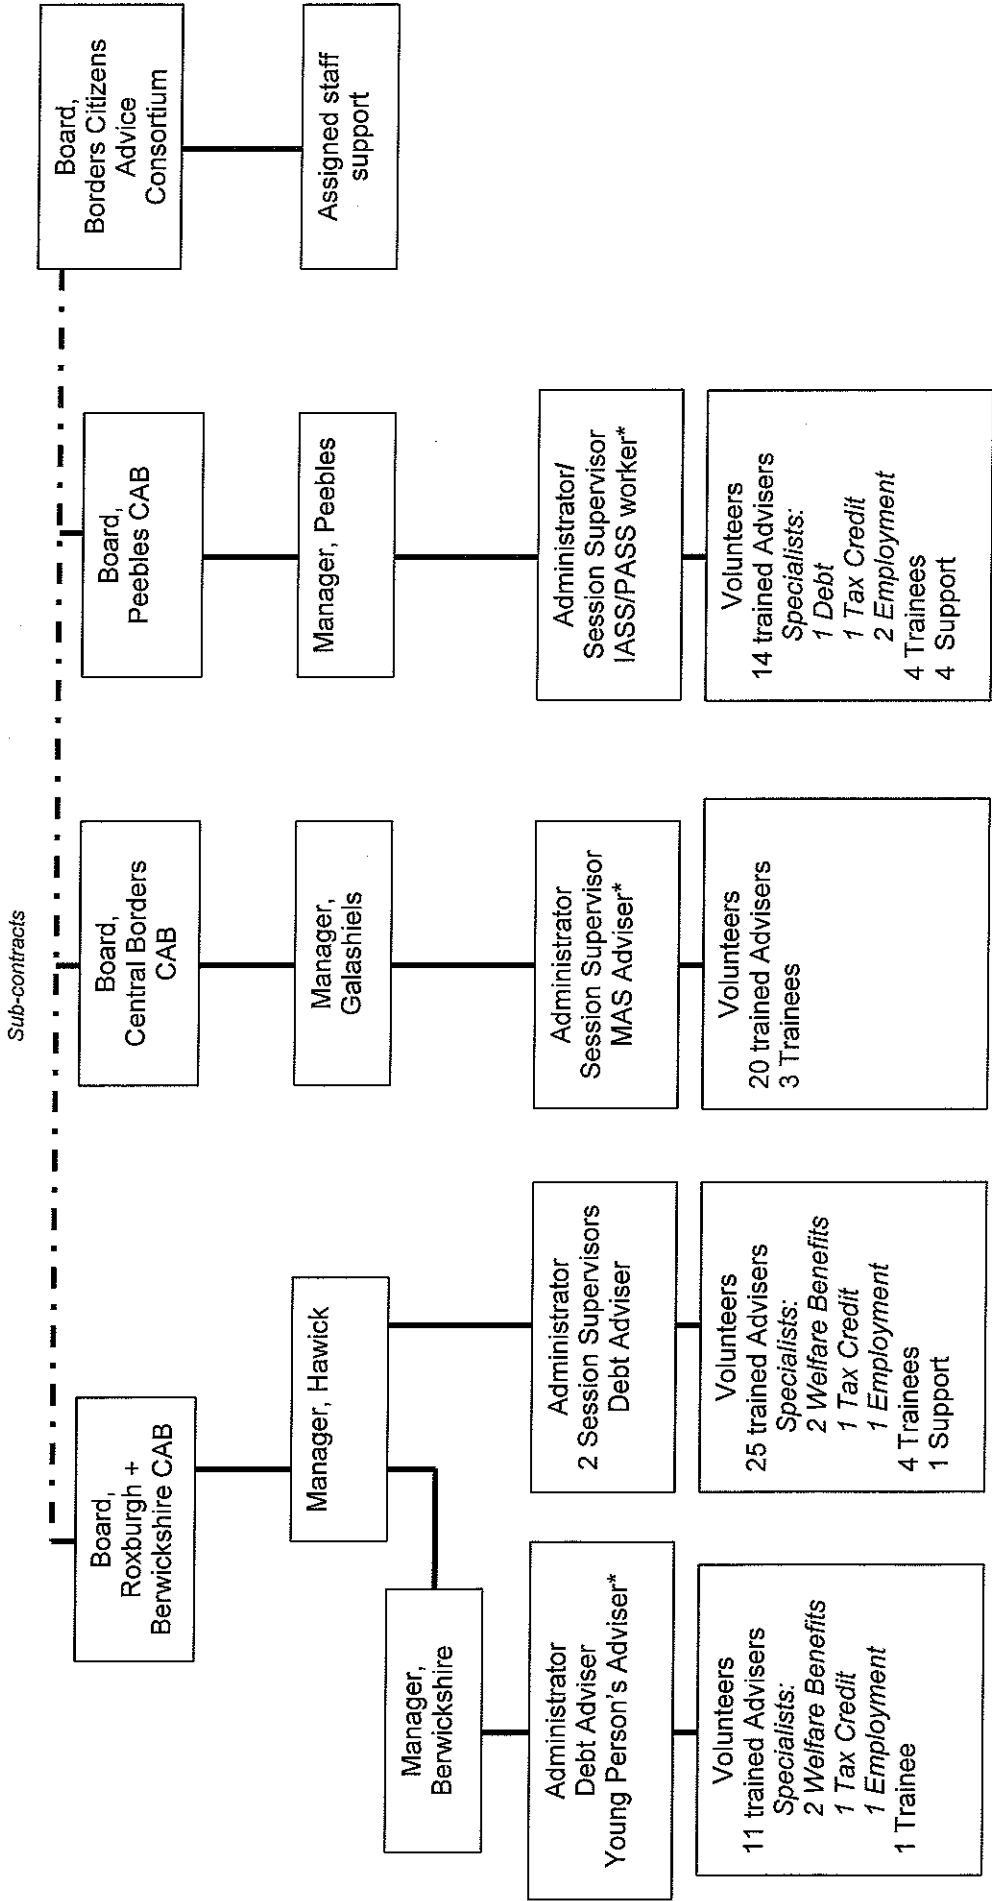 Sub-contracts
Board,
Roxburgh +
Berwickshire CAB
Board,
Central Borders
CAB
Board,
Peebles CAB
Board,
Borders Citizens
Advice
Consortium
Manager, Hawick
Manager,
Galashiels
Manager, Peebles
Assigned staff
support
Manager,
Berwickshire
Administrator
Debt Adviser
Young Person's Adviser*
Administrator
2 Session Supervisors
Debt Adviser
Administrator
Session Supervisor
MAS Adviser*
Administrator/
Session Supervisor
IASS/PASS worker*
Volunteers
11 trained Advisers
Specialists:
2 Welfare Benefits
1 Tax Credit
1 Employment
1 Trainee
Volunteers
25 trained Advisers
Specialists:
2 Welfare Benefits
1 Tax Credit
1 Employment
4 Trainees
1 Support
Volunteers
20 trained Advisers
3 Trainees
Volunteers
14 trained Advisers
Specialists:
1 Debt
1 Tax Credit
2 Employment
4 Trainees
4 Support